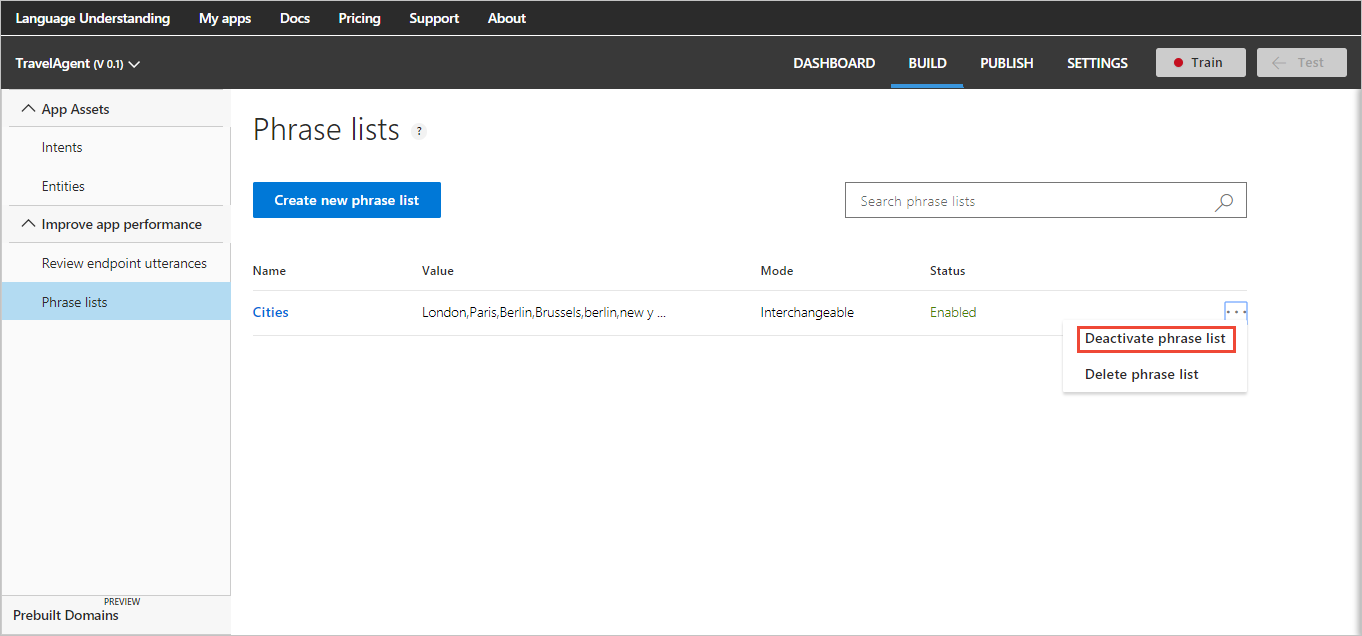 Language Understanding My apps Docs Pricing Support About
TravelAgent (V 0.1) DASHBOARD BUILD PUBLISH SETTINGS Train Test
App Assets
Intents
Entities
Improve app performance
Review endpoint utterances
Phrase lists
PREVIEW
Prebuilt Domains
Phrase lists ?
Create new phrase list Search phrase lists
Name Value Mode Status
Cities London,Paris,Berlin,Brussels,berlin,new y ... Interchangeable Enabled ...
Deactivate phrase list
Delete phrase list